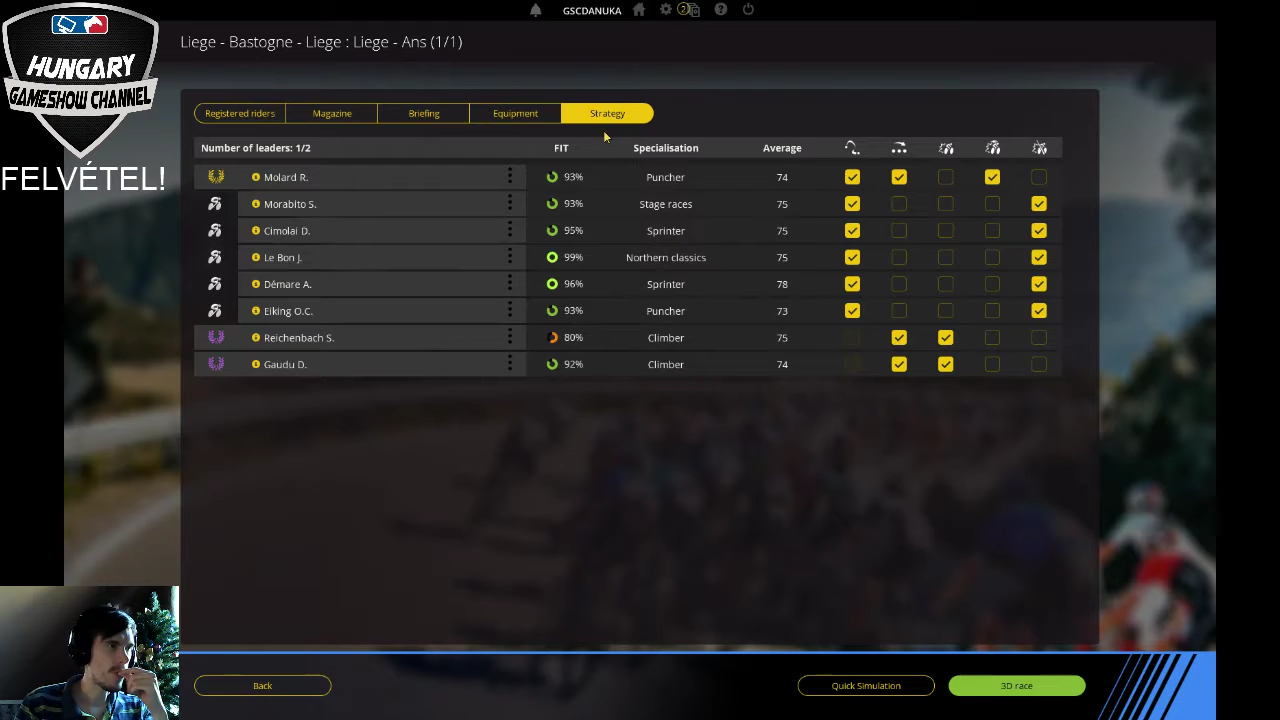 GSCDANUKA
2
Liege - Bastogne - Liege : Liege - Ans (1/1)
HUNGARY
GAMESHOW CHANNEL
FELVÉTEL!
Registered riders Magazine Briefing Equipment Strategy
Number of leaders: 1/2 FIT Specialisation Average
Molard R. 93% Puncher 74
Morabito S. 93% Stage races 75
Cimolai D. 95% Sprinter 75
Le Bon J. 99% Northern classics 75
Démare A. 96% Sprinter 78
Eiking O.C. 93% Puncher 73
Reichenbach S. 80% Climber 75
Gaudu D. 92% Climber 74
Back Quick Simulation 3D race